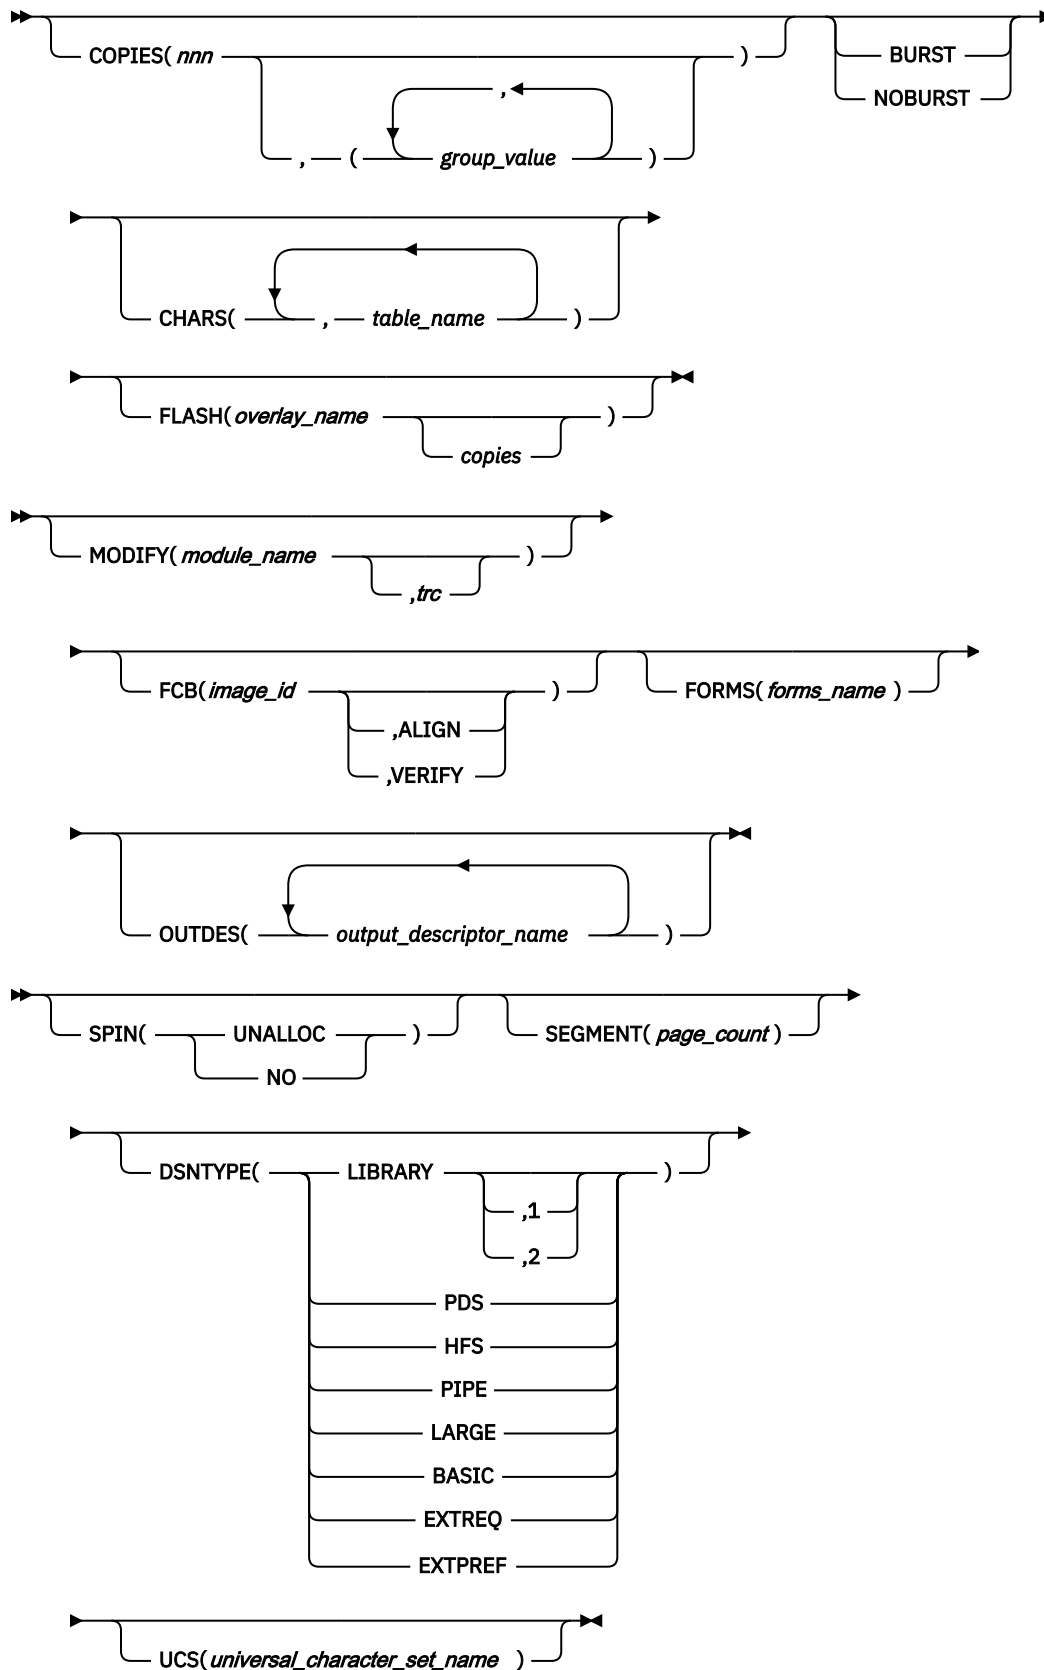 COPIES( nnn ) BURST
NOBURST
,
, ( group_value )
CHARS( , table_name )
FLASH( overlay_name )
copies
MODIFY( module_name )
,trc
FCB( image_id ) FORMS( forms_name )
,ALIGN
,VERIFY
OUTDES( output_descriptor_name )
SPIN( UNALLOC ) SEGMENT( page_count )
NO
DSNTYPE( LIBRARY )
,1
,2
PDS
HFS
PIPE
LARGE
BASIC
EXTREQ
EXTPREF
UCS( universal_character_set_name )